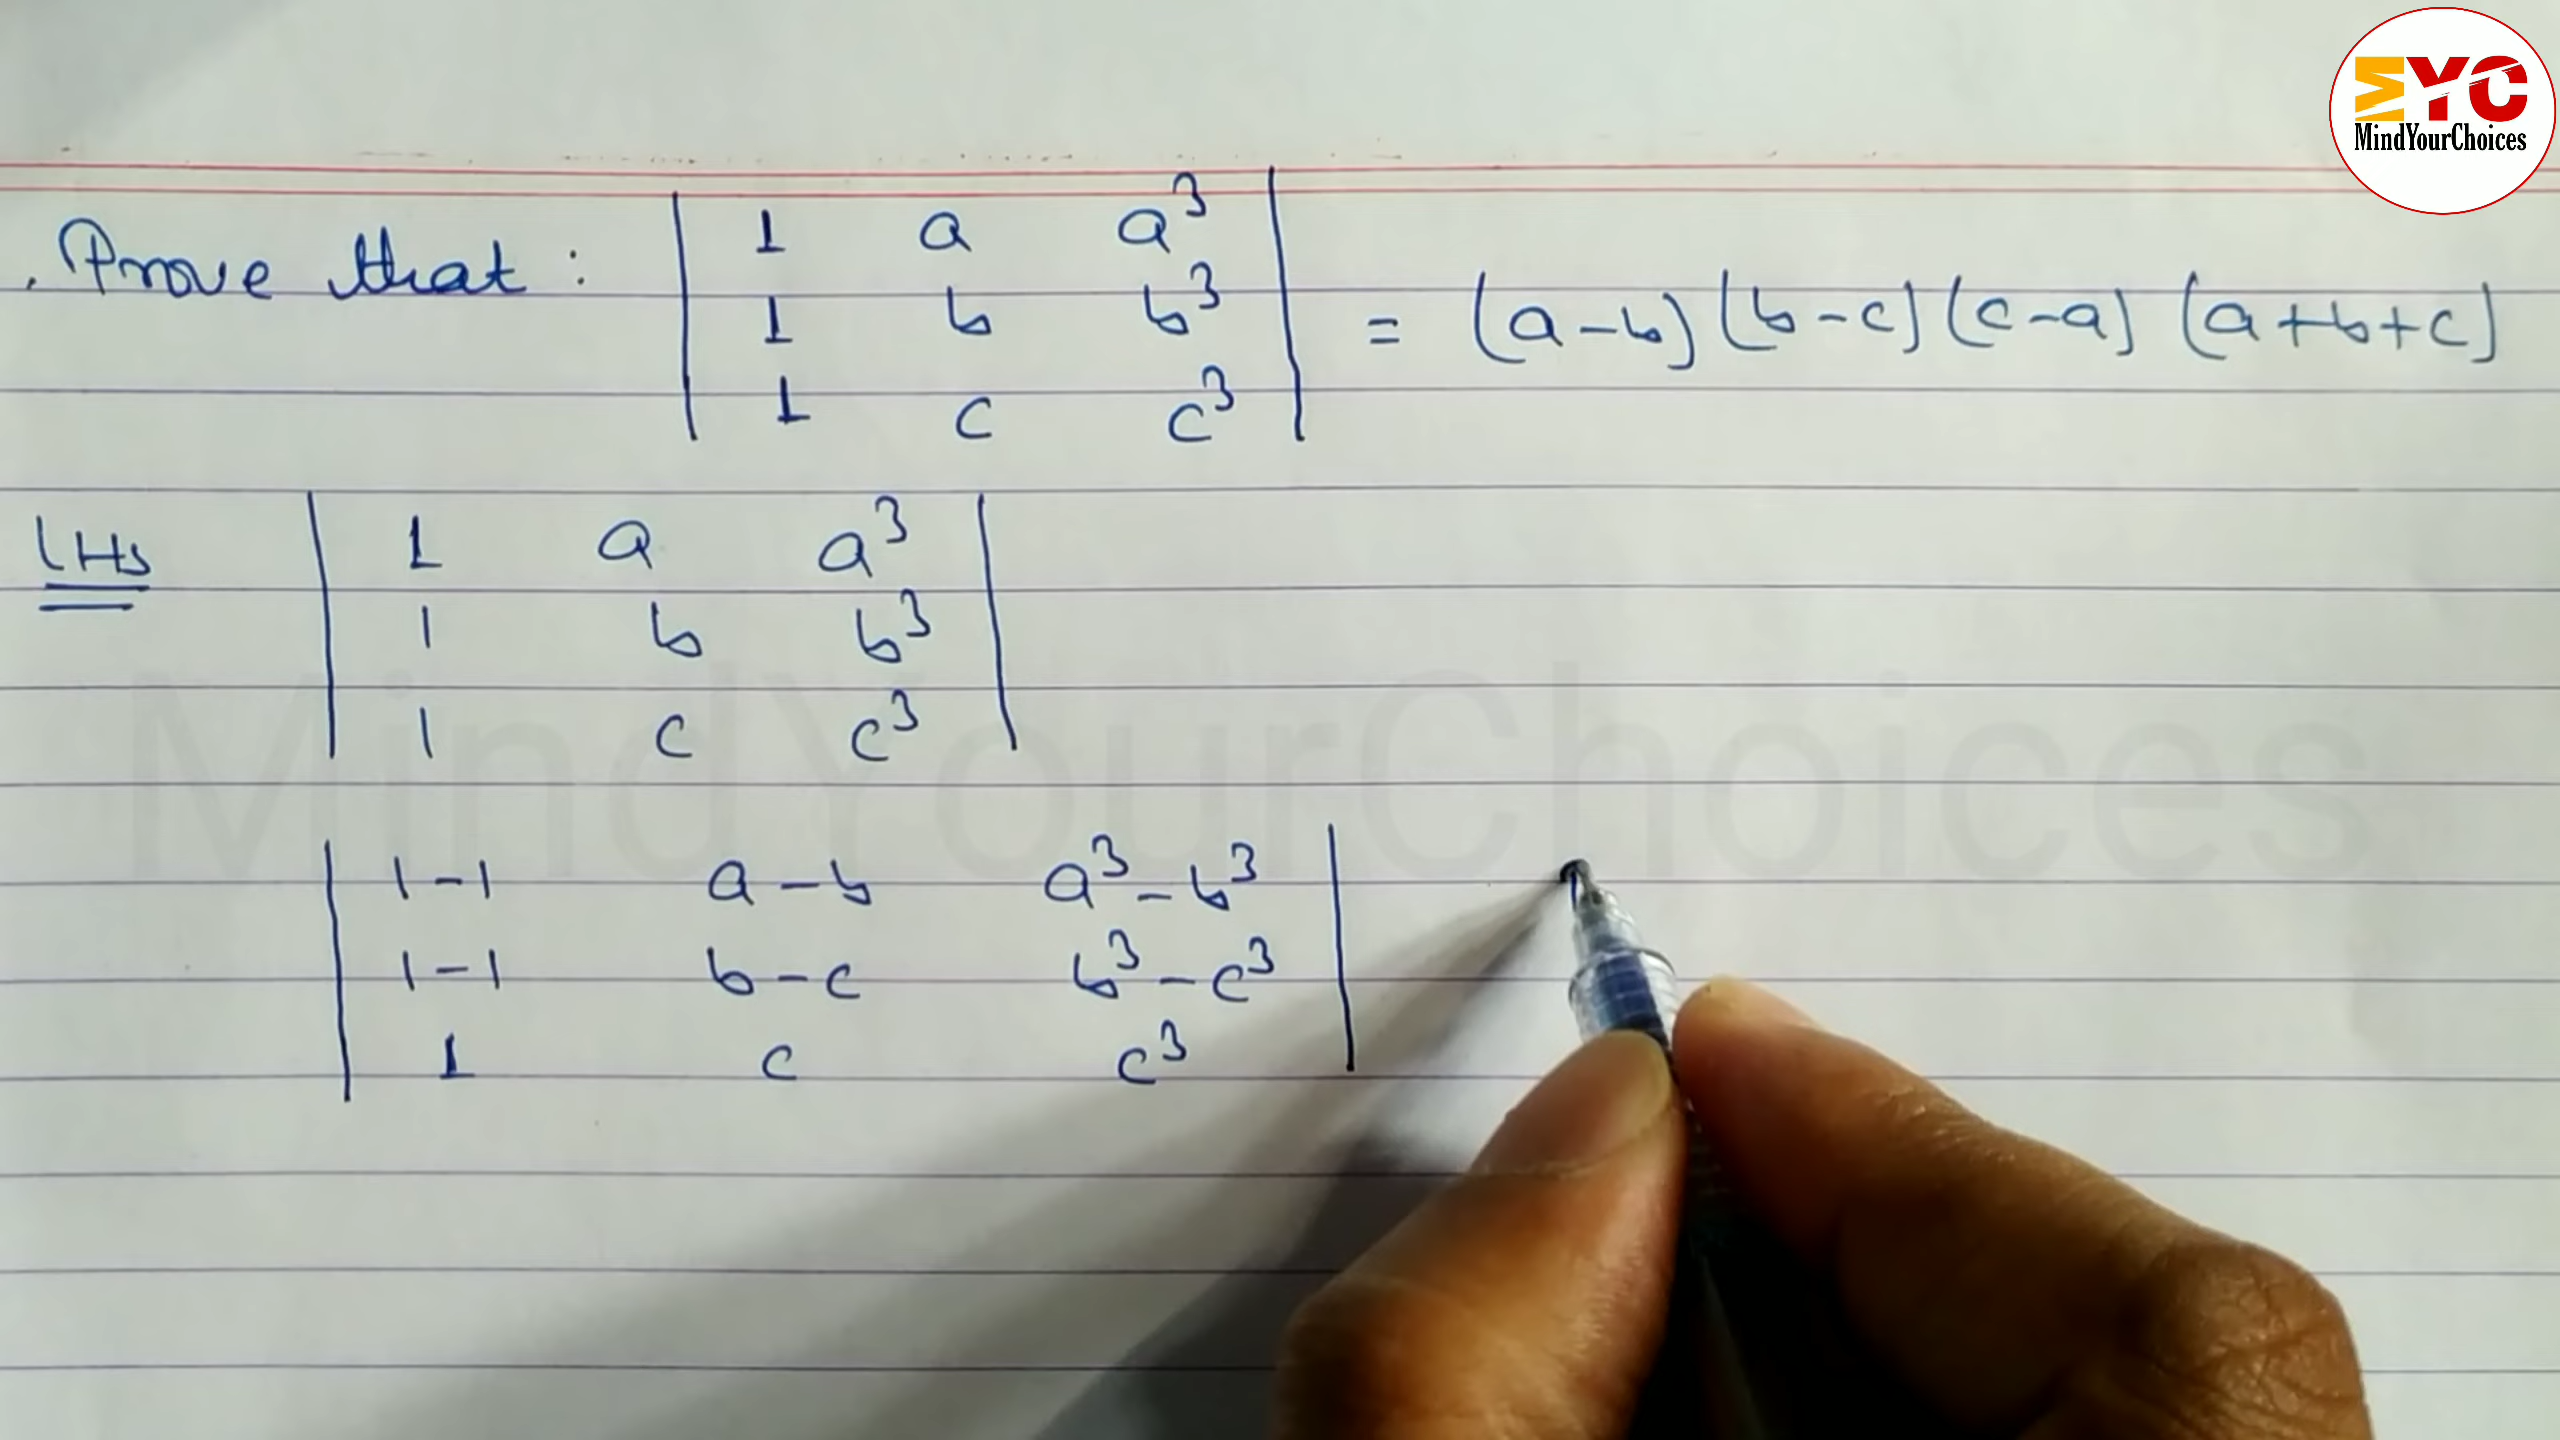 MYC
MindYourChoices
. Prove that :
| 1 a a³ |
| 1 b b³ | = (a-b) (b-c) (c-a) (a+b+c)
| 1 c c³ |
LHS | 1 a a³ |
| 1 b b³ |
| 1 c c³ |
MindYourChoices
| 1-1 a-b a³-b³ |
| 1-1 b-c b³-c³ |
| 1 c c³ |